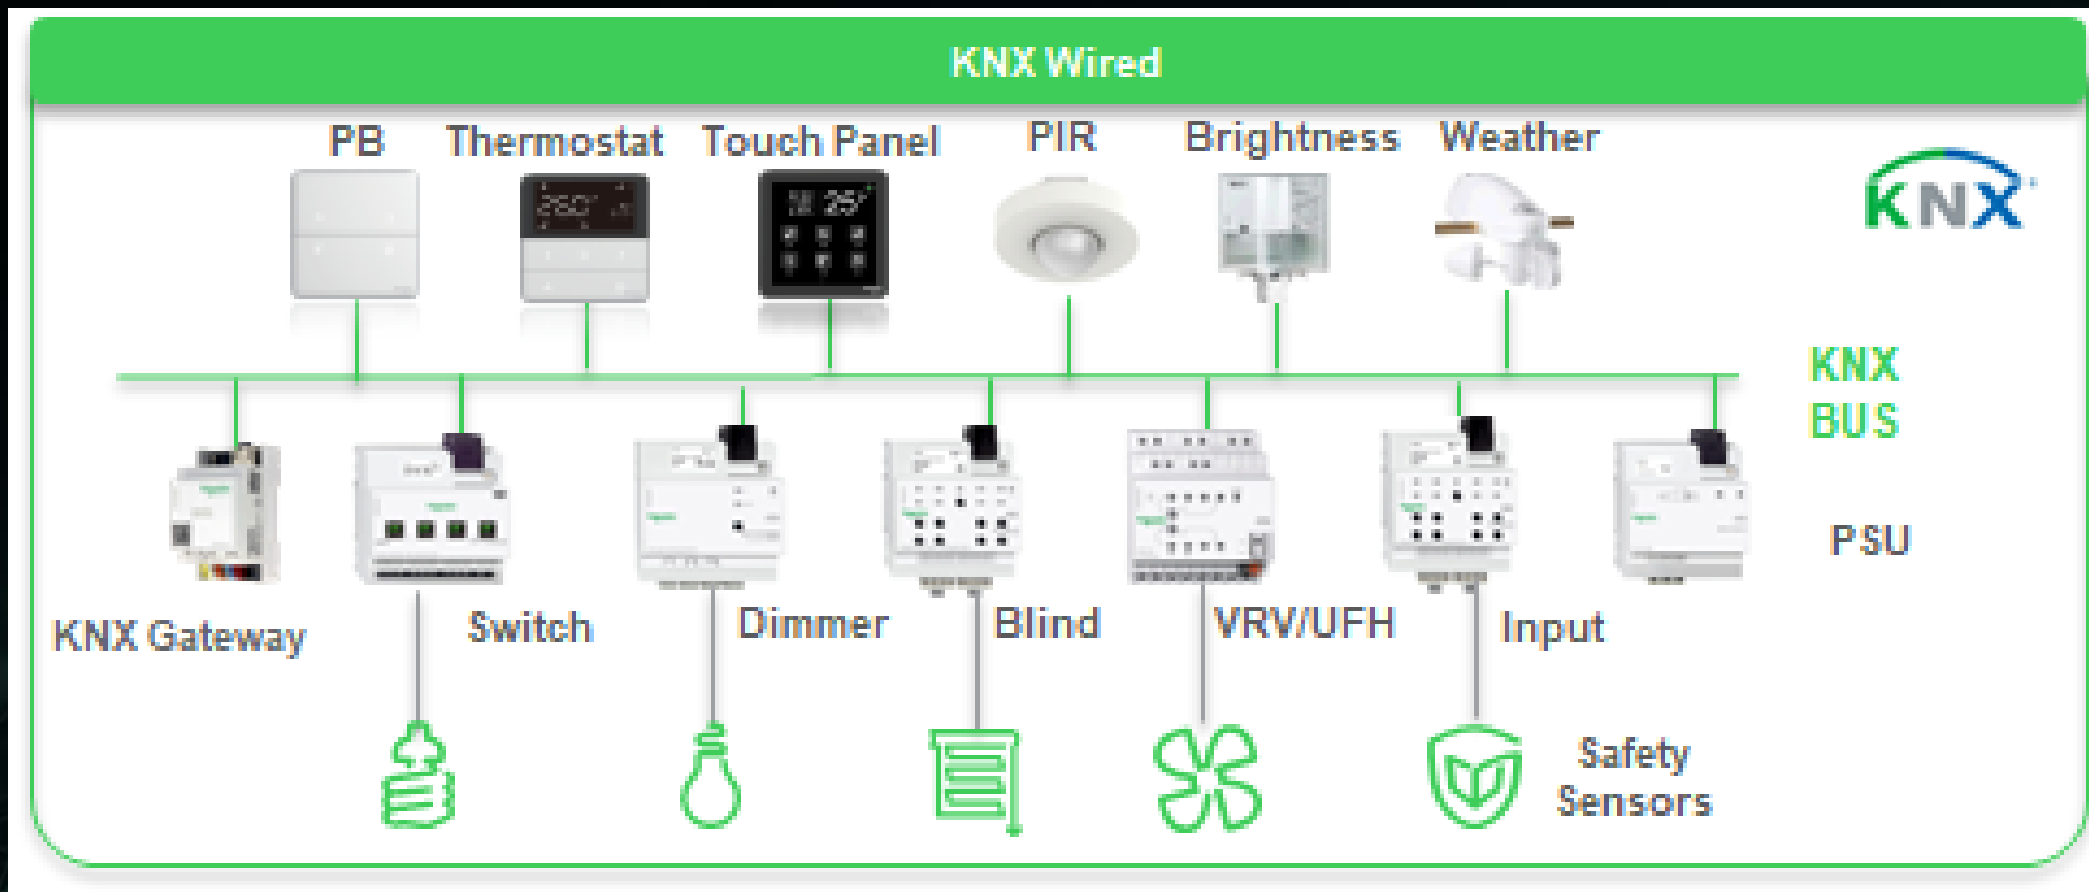 KNX Wired
PB
Thermostat
Touch Panel
PIR
Brightness
Weather
KNX
KNX
BUS
PSU
KNX Gateway
Switch
Dimmer
Blind
VRV/UFH
Input
Safety
Sensors